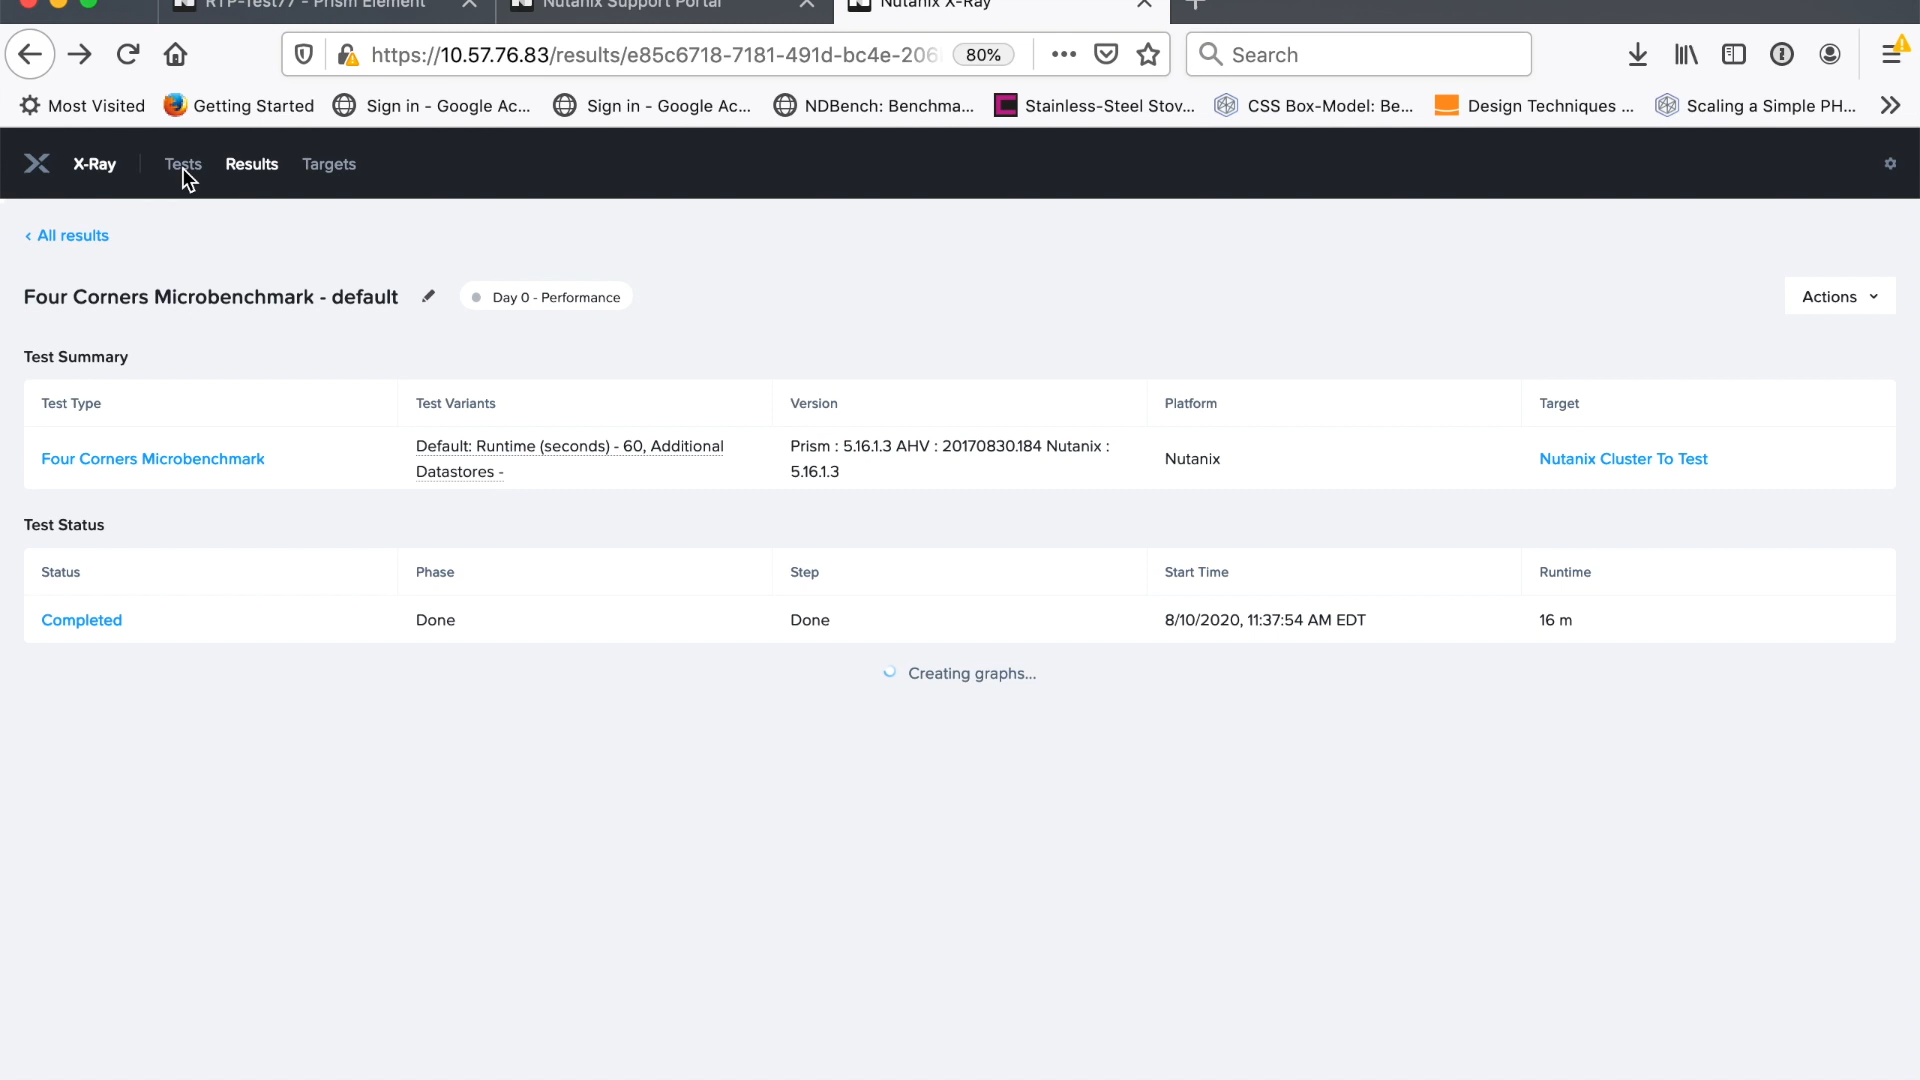 RTP-Test77 - Prism Element
Nutanix Support Portal
Nutanix X-Ray
https://10.57.76.83/results/e85c6718-7181-491d-bc4e-206
80%
Search
Most Visited
Getting Started
Sign in - Google Ac...
Sign in - Google Ac...
NDBench: Benchma...
Stainless-Steel Stov...
CSS Box-Model: Be...
Design Techniques ...
Scaling a Simple PH...
X-Ray
Tests
Results
Targets
‹ All results
Four Corners Microbenchmark - default
Day 0 - Performance
Actions
Test Summary
Test Type
Test Variants
Version
Platform
Target
Four Corners Microbenchmark
Default: Runtime (seconds) - 60, Additional
Datastores -
Prism : 5.16.1.3 AHV : 20170830.184 Nutanix :
5.16.1.3
Nutanix
Nutanix Cluster To Test
Test Status
Status
Phase
Step
Start Time
Runtime
Completed
Done
Done
8/10/2020, 11:37:54 AM EDT
16 m
Creating graphs...